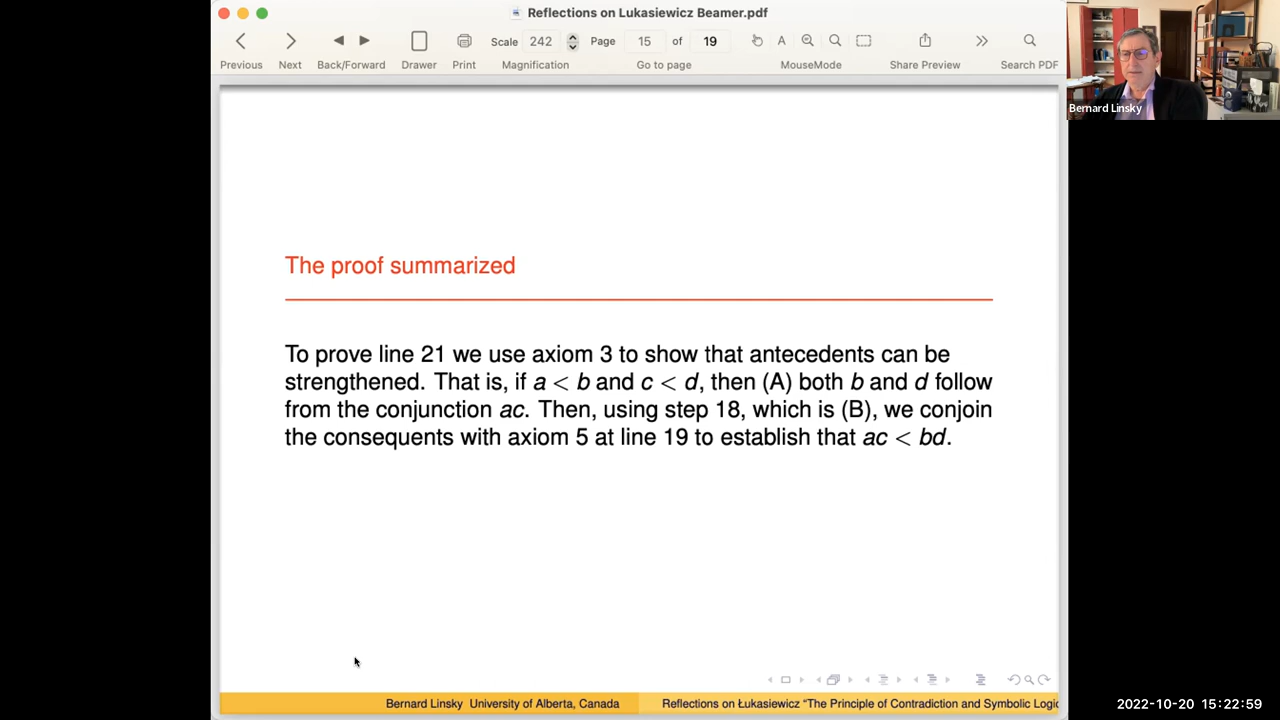 Reflections on Lukasiewicz Beamer.pdf
Scale 242 Page 15 of 19 A
Previous Next Back/Forward Drawer Print Magnification Go to page MouseMode Share Preview Search PDF
Bernard Linsky
The proof summarized
To prove line 21 we use axiom 3 to show that antecedents can be
strengthened. That is, if a < b and c < d, then (A) both b and d follow
from the conjunction ac. Then, using step 18, which is (B), we conjoin
the consequents with axiom 5 at line 19 to establish that ac < bd.
Bernard Linsky University of Alberta, Canada
Reflections on Łukasiewicz “The Principle of Contradiction and Symbolic Logic
2022-10-20 15:22:59